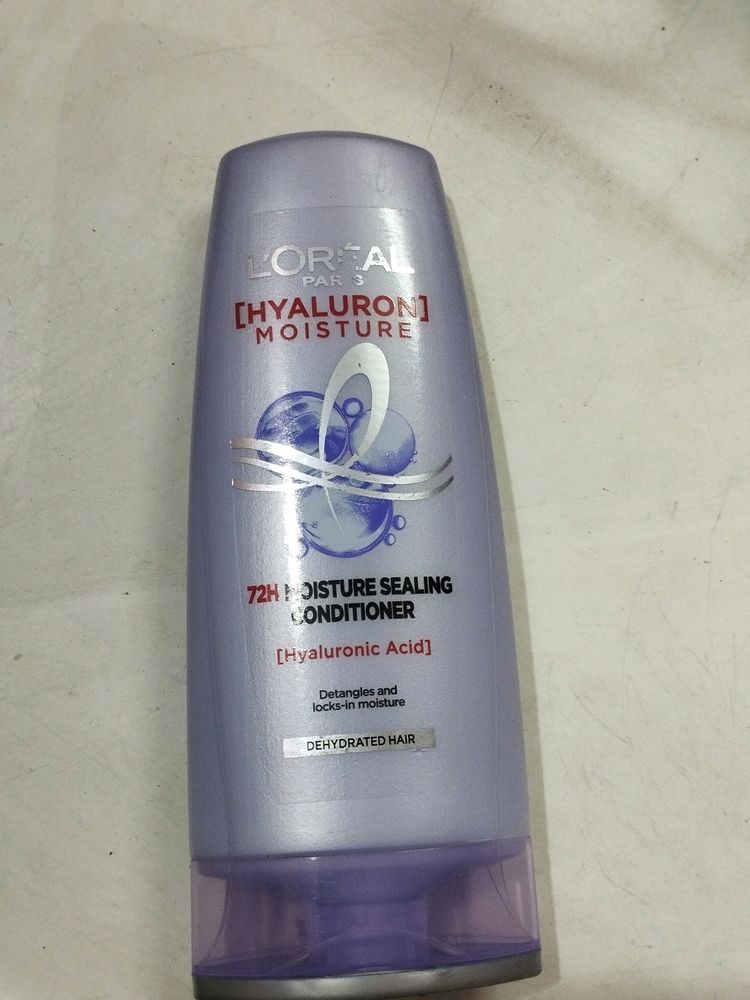 L'ORÉAL
PARIS
[HYALURON]
MOISTURE
72H MOISTURE SEALING
CONDITIONER
[Hyaluronic Acid]
Detangles and
locks-in moisture
DEHYDRATED HAIR